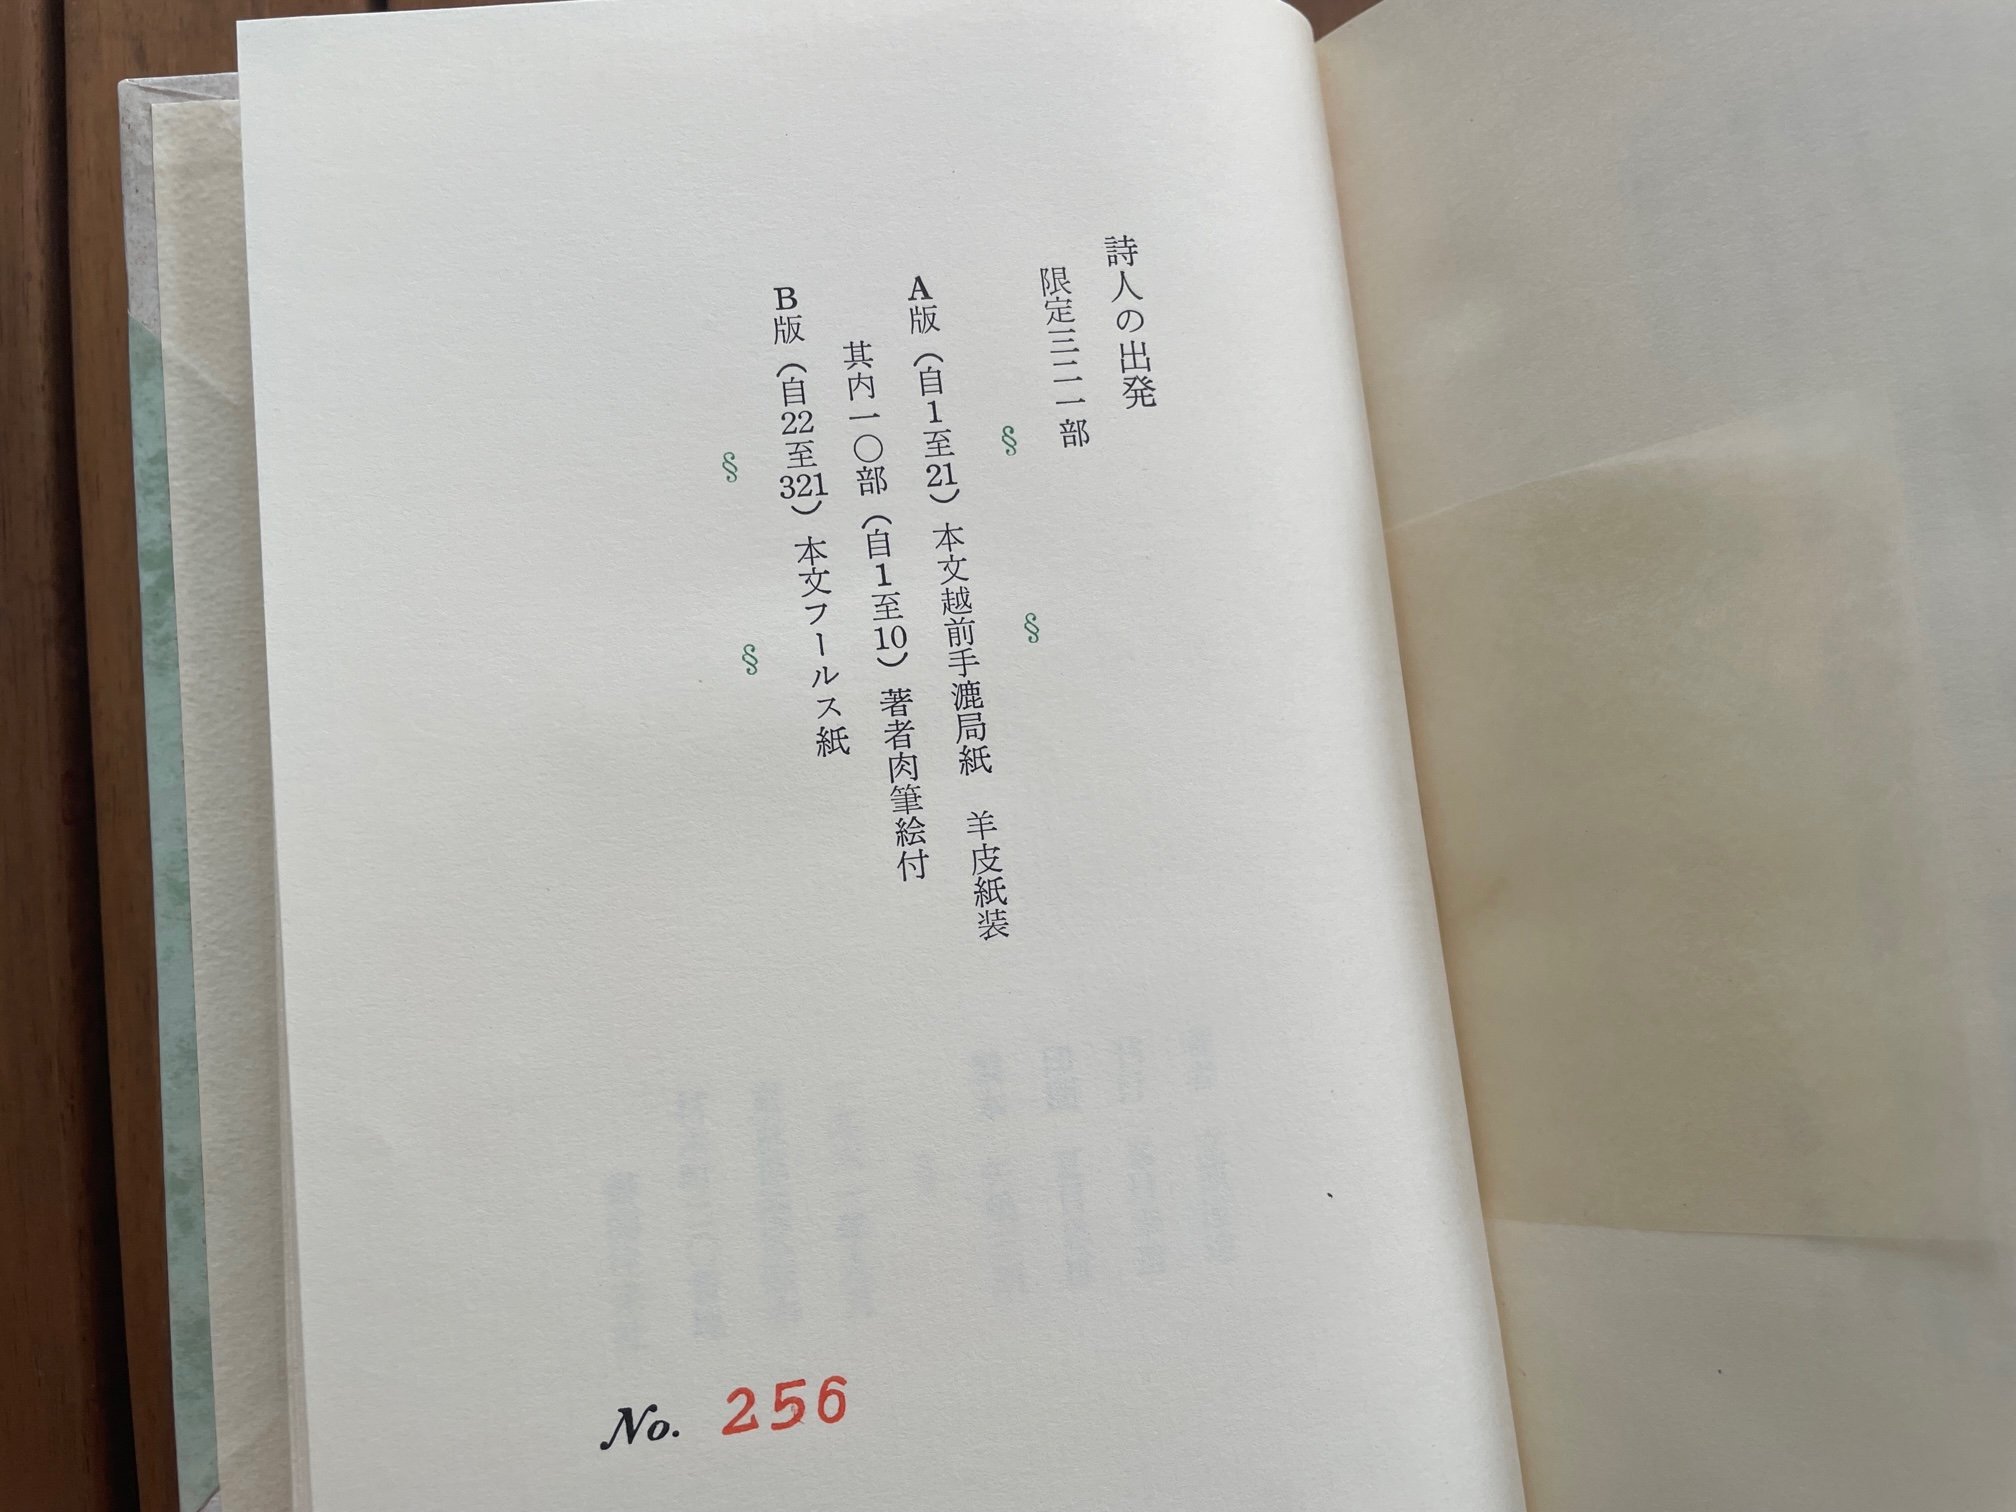 詩人の出発
限定三二一部
§ §
A版（自1至21）本文越前手漉局紙　羊皮紙装
其内一〇部（自1至10）著者肉筆絵付
B版（自22至321）本文フールス紙
§ §
No. 256